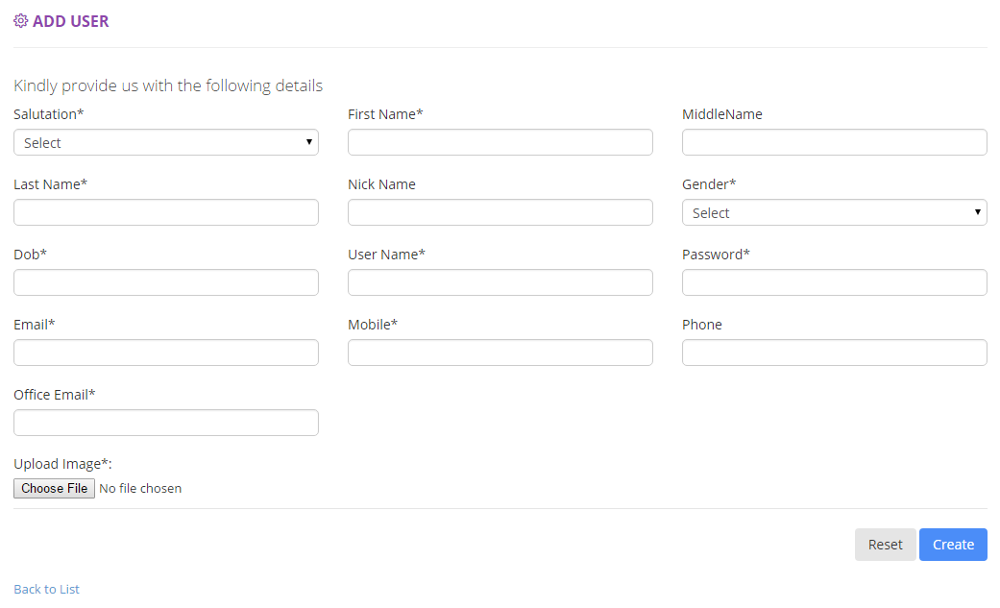 ADD USER
Kindly provide us with the following details
Salutation* First Name* MiddleName
Select
Last Name* Nick Name Gender*
Select
Dob* User Name* Password*
Email* Mobile* Phone
Office Email*
Upload Image*:
Choose File No file chosen
Reset Create
Back to List